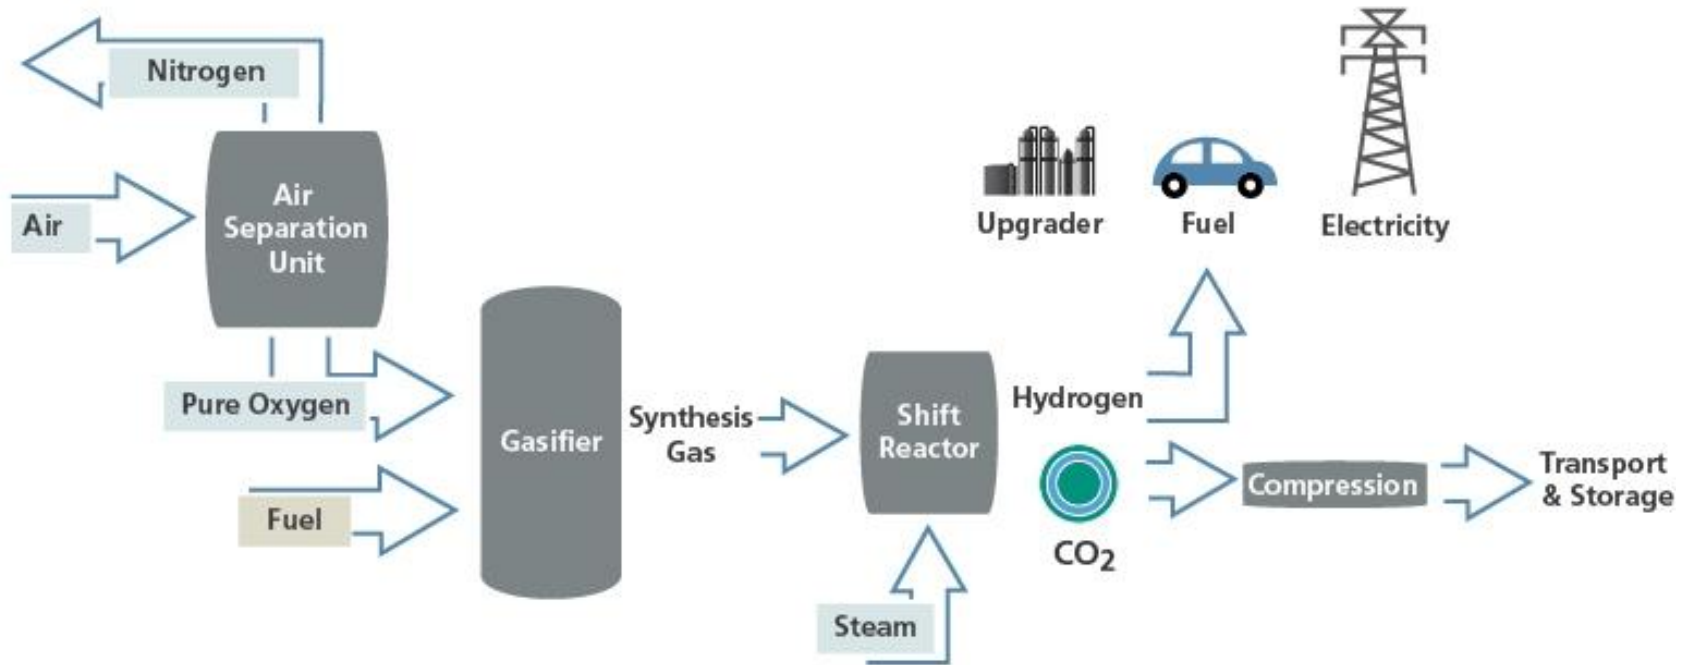 Nitrogen
Air
Air
Separation
Unit
Pure Oxygen
Fuel
Gasifier
Synthesis
Gas
Shift
Reactor
Steam
Hydrogen
CO2
Upgrader
Fuel
Electricity
Compression
Transport
& Storage